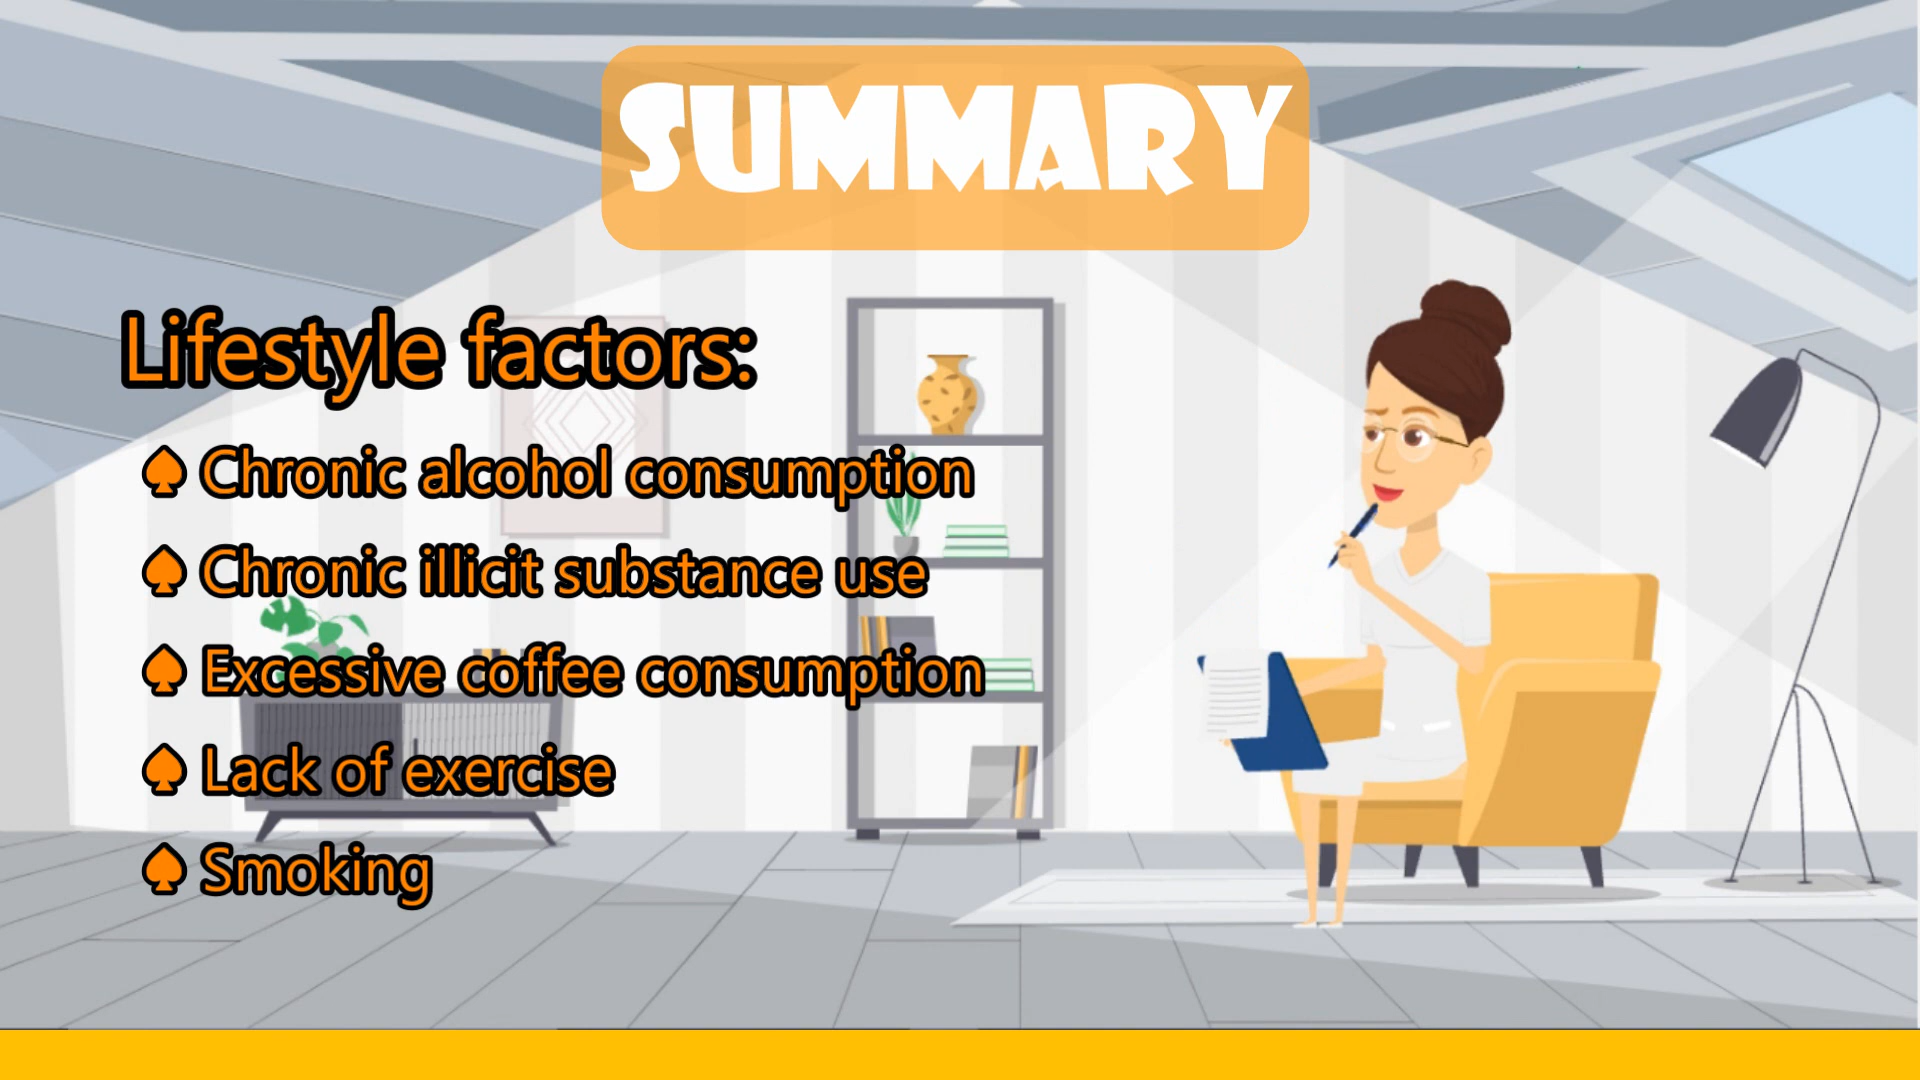 SUMMARY
Lifestyle factors:
♠ Chronic alcohol consumption
♠ Chronic illicit substance use
♠ Excessive coffee consumption
♠ Lack of exercise
♠ Smoking